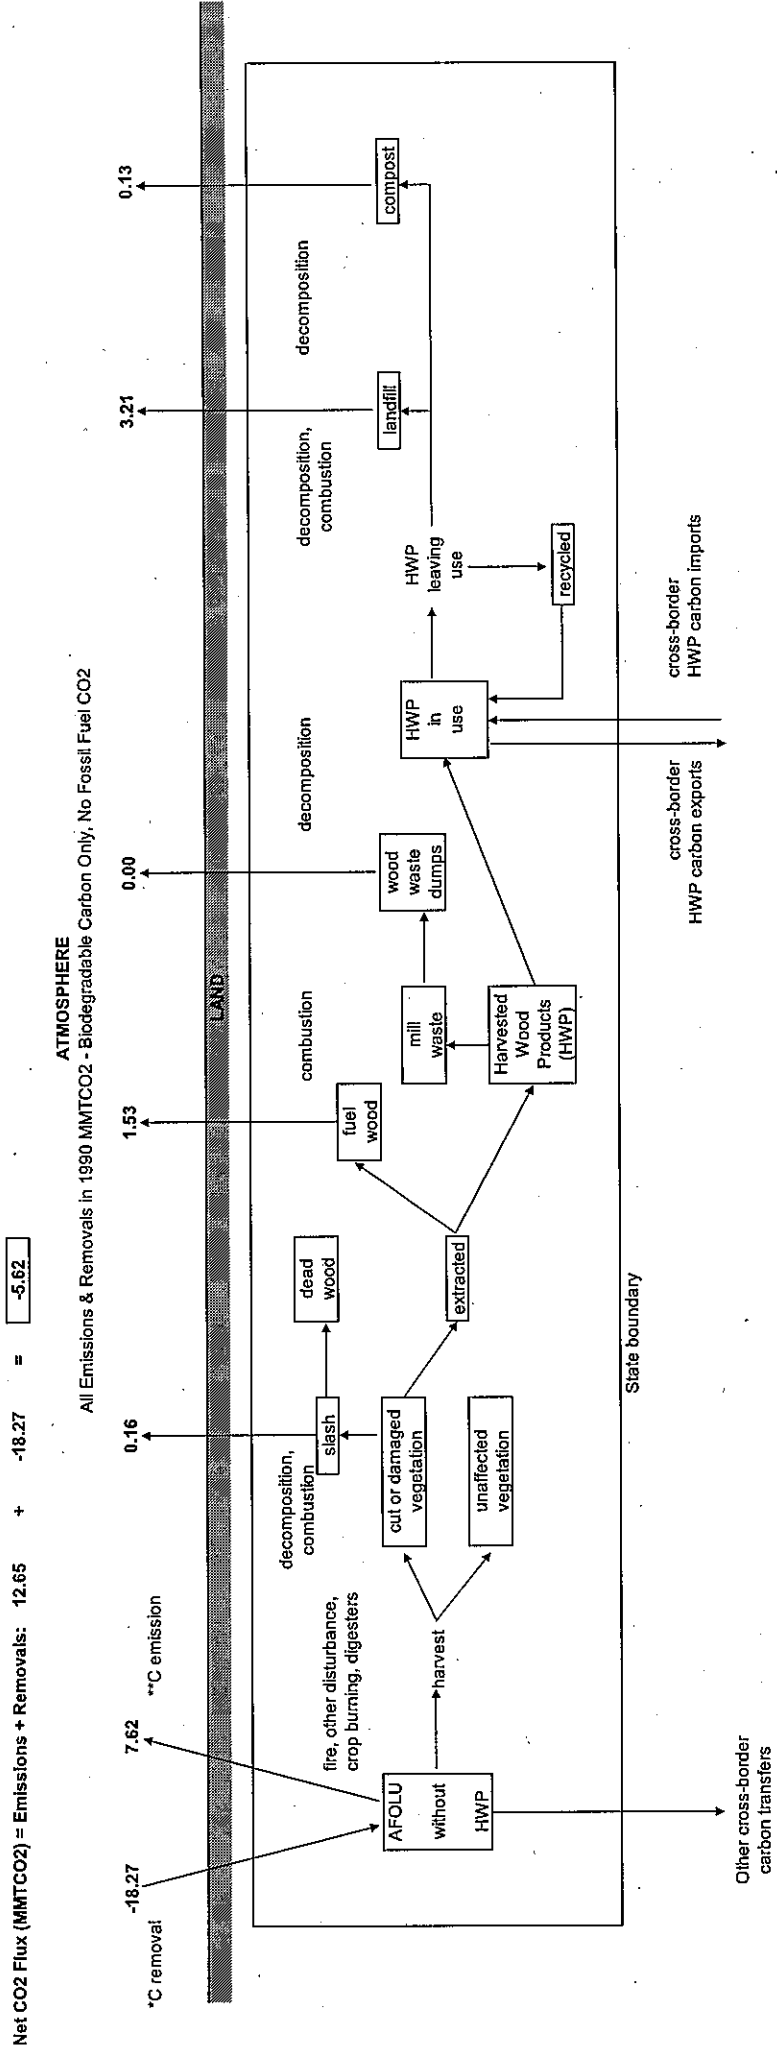 Net CO2 Flux (MMTCO2) = Emissions + Removals: 12.65 + -18.27 = -5.62
ATMOSPHERE
All Emissions & Removals in 1990 MMTCO2 - Biodegradable Carbon Only, No Fossil Fuel CO2
*C removal
-18.27
7.62
**C emission
0.16
1.53
0.00
3.21
0.13
LAND
fire, other disturbance,
crop burning, digesters
decomposition,
combustion
combustion
decomposition
decomposition,
combustion
decomposition
AFOLU
without
HWP
harvest
cut or damaged
vegetation
unaffected
vegetation
slash
dead
wood
extracted
fuel
wood
mill
waste
Harvested
Wood
Products
(HWP)
wood
waste
dumps
HWP
in
use
HWP
leaving
use
recycled
landfill
compost
State boundary
Other cross-border
carbon transfers
cross-border
HWP carbon exports
cross-border
HWP carbon imports